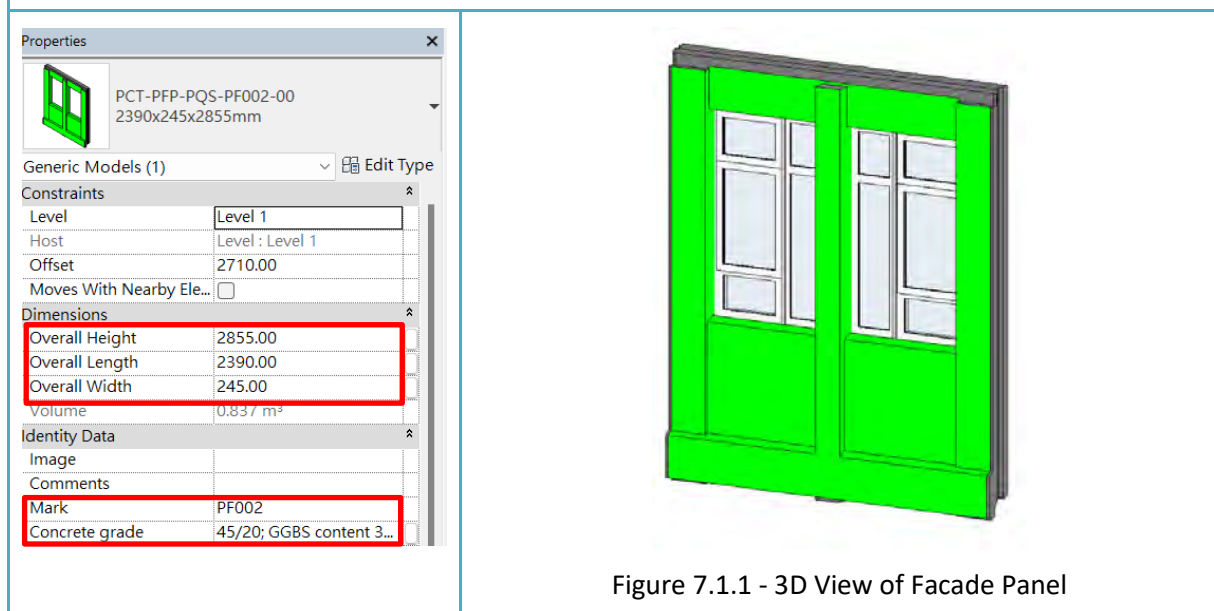 Properties
PCT-PFP-PQS-PF002-00
2390x245x2855mm
Generic Models (1) Edit Type
Constraints
Level Level 1
Host Level : Level 1
Offset 2710.00
Moves With Nearby Ele...
Dimensions
Overall Height 2855.00
Overall Length 2390.00
Overall Width 245.00
Volume 0.837 m³
Identity Data
Image
Comments
Mark PF002
Concrete grade 45/20; GGBS content 3...
Figure 7.1.1 - 3D View of Facade Panel